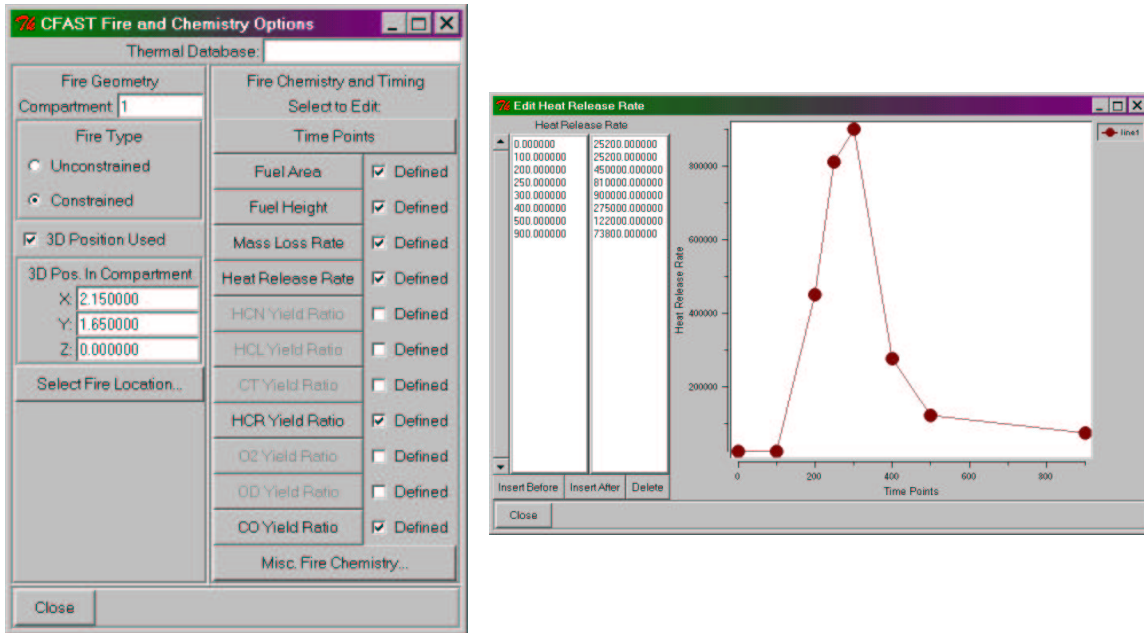 CFAST Fire and Chemistry Options
Thermal Database:
Fire Geometry
Compartment: 1
Fire Type
Unconstrained
Constrained
3D Position Used
3D Pos. In Compartment
X: 2.150000
Y: 1.650000
Z: 0.000000
Select Fire Location...
Fire Chemistry and Timing
Select to Edit:
Time Points
Fuel Area Defined
Fuel Height Defined
Mass Loss Rate Defined
Heat Release Rate Defined
HCN Yield Ratio Defined
HCL Yield Ratio Defined
CT Yield Ratio Defined
HCR Yield Ratio Defined
O2 Yield Ratio Defined
OD Yield Ratio Defined
CO Yield Ratio Defined
Misc. Fire Chemistry...
Close
Edit Heat Release Rate
Heat Release Rate
0.000000 25200.000000
100.000000 25200.000000
200.000000 450000.000000
250.000000 810000.000000
300.000000 900000.000000
400.000000 275000.000000
500.000000 122000.000000
900.000000 73800.000000
Insert Before Insert After Delete
Close
line1
Heat Release Rate
800000
600000
400000
200000
0 200 400 600 800
Time Points